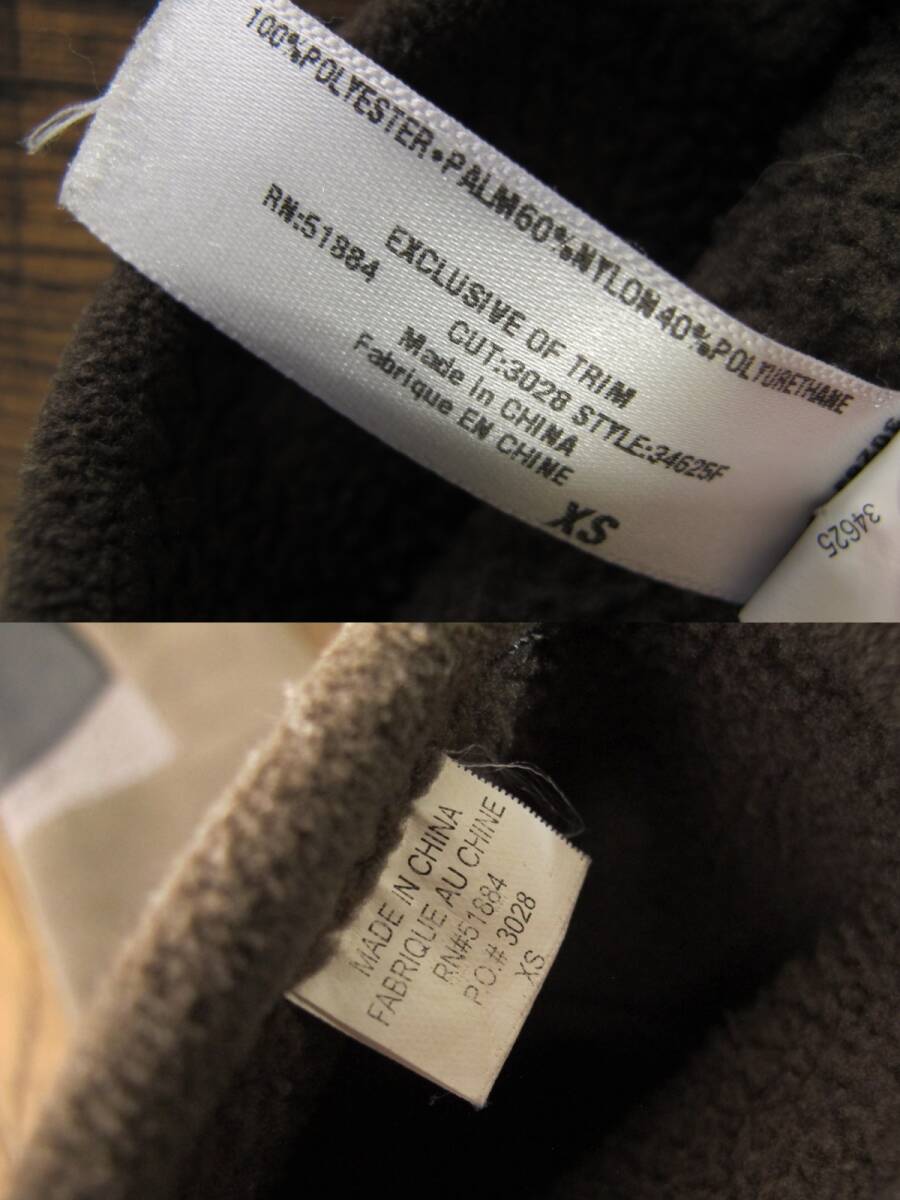 100%POLYESTER•PALM60%NYLON40%POLYURETHANE
EXCLUSIVE OF TRIM
RN:51884
CUT:3028 STYLE:34625F
Made in CHINA
Fabrique EN CHINE
XS
34625
MADE IN CHINA
FABRIQUE AU CHINE
RN#51884
P.O.# 3028
XS